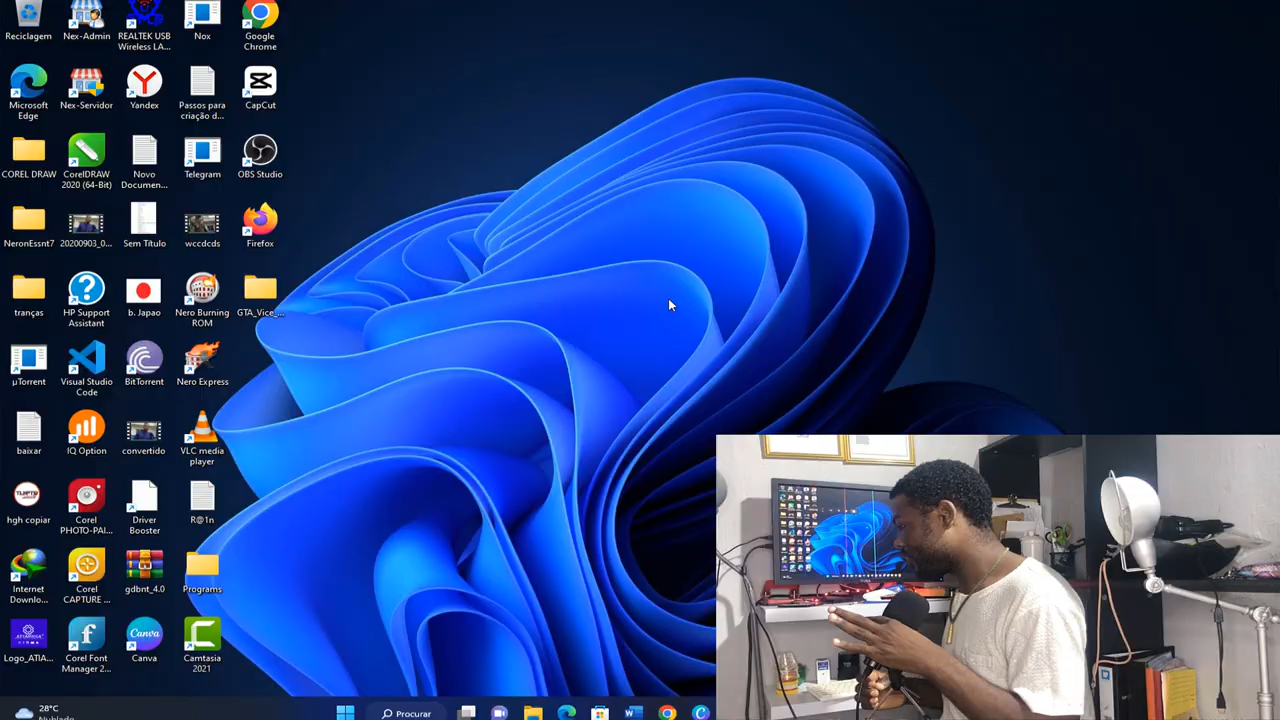 Reciclagem
Nex-Admin
REALTEK USB
Wireless LA...
Nox
Google
Chrome
Microsoft
Edge
Nex-Servidor
Yandex
Passos para
criação d...
CapCut
COREL DRAW
CorelDRAW
2020 (64-Bit)
Novo
Documen...
Telegram
OBS Studio
NeronEssnt7
20200903_0...
Sem Título
wccdcds
Firefox
tranças
HP Support
Assistant
b. Japao
Nero Burning
ROM
GTA_Vice_...
µTorrent
Visual Studio
Code
BitTorrent
Nero Express
baixar
IQ Option
convertido
VLC media
player
hgh copiar
Corel
PHOTO-PAI...
Driver
Booster
R@1n
Internet
Downlo...
Corel
CAPTURE ...
gdbnt_4.0
Programs
Logo_ATIA...
Corel Font
Manager 2...
Canva
Canva
Camtasia
2021
28°C
Nublado
Procurar